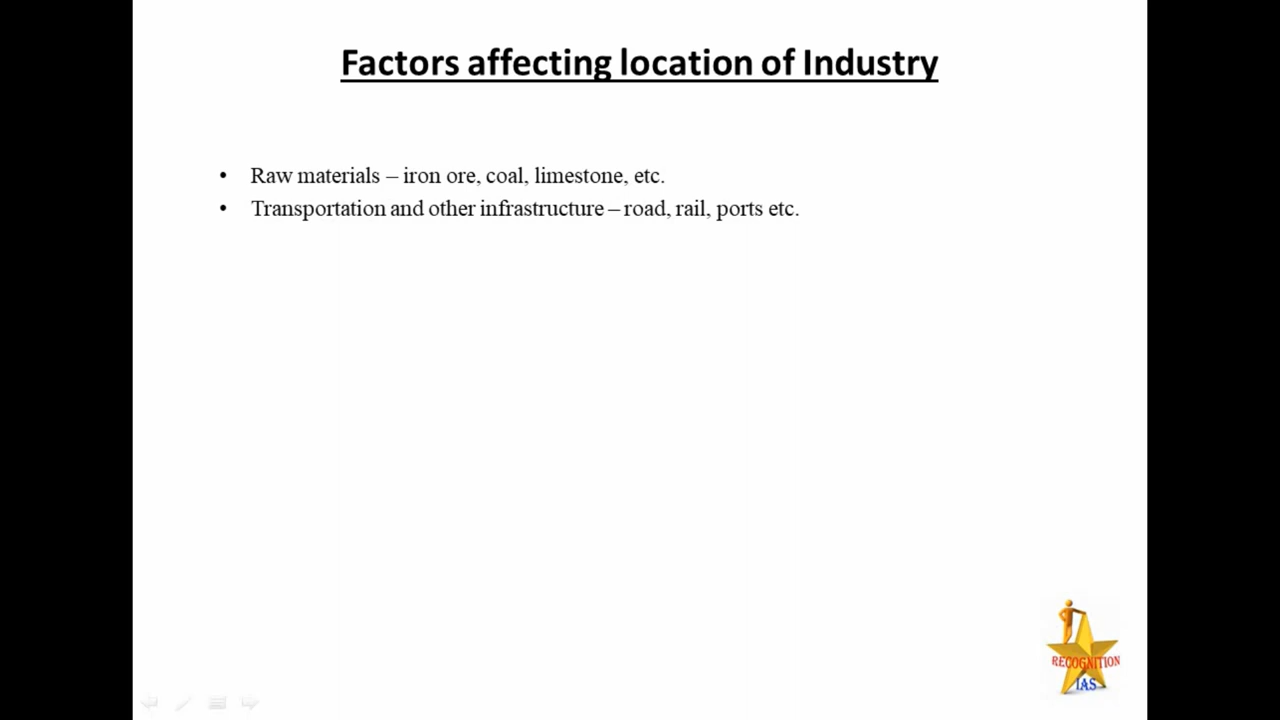 Factors affecting location of Industry
• Raw materials – iron ore, coal, limestone, etc.
• Transportation and other infrastructure – road, rail, ports etc.
RECOGNITION
IAS